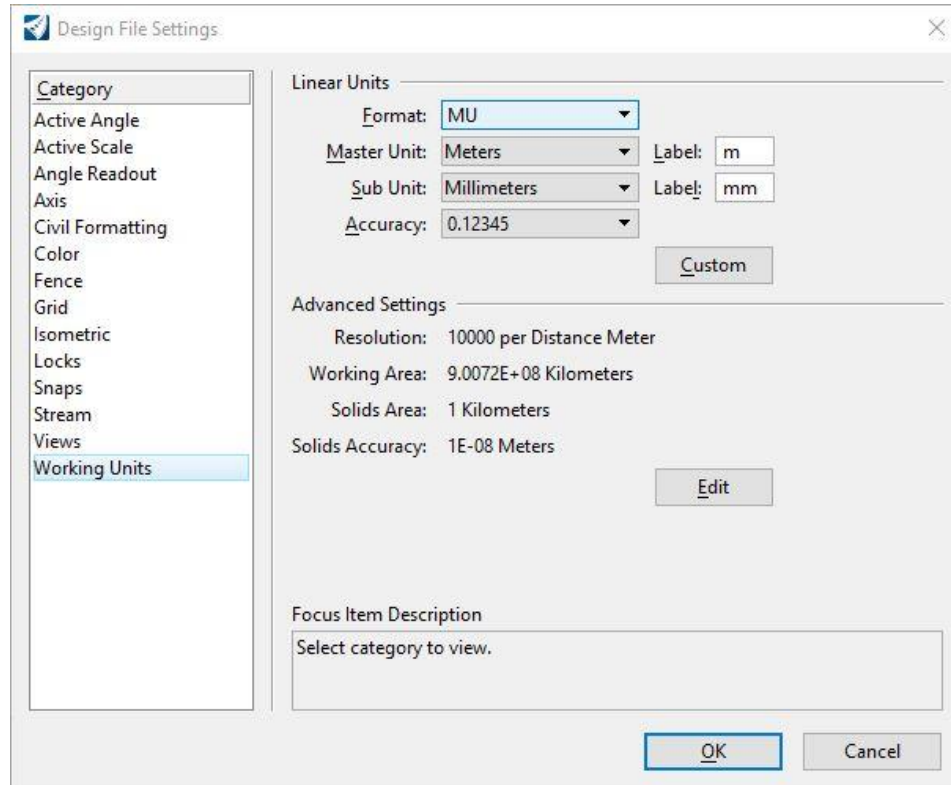 Design File Settings
Category
Active Angle
Active Scale
Angle Readout
Axis
Civil Formatting
Color
Fence
Grid
Isometric
Locks
Snaps
Stream
Views
Working Units
Linear Units
Format: MU
Master Unit: Meters Label: m
Sub Unit: Millimeters Label: mm
Accuracy: 0.12345
Custom
Advanced Settings
Resolution: 10000 per Distance Meter
Working Area: 9.0072E+08 Kilometers
Solids Area: 1 Kilometers
Solids Accuracy: 1E-08 Meters
Edit
Focus Item Description
Select category to view.
OK Cancel